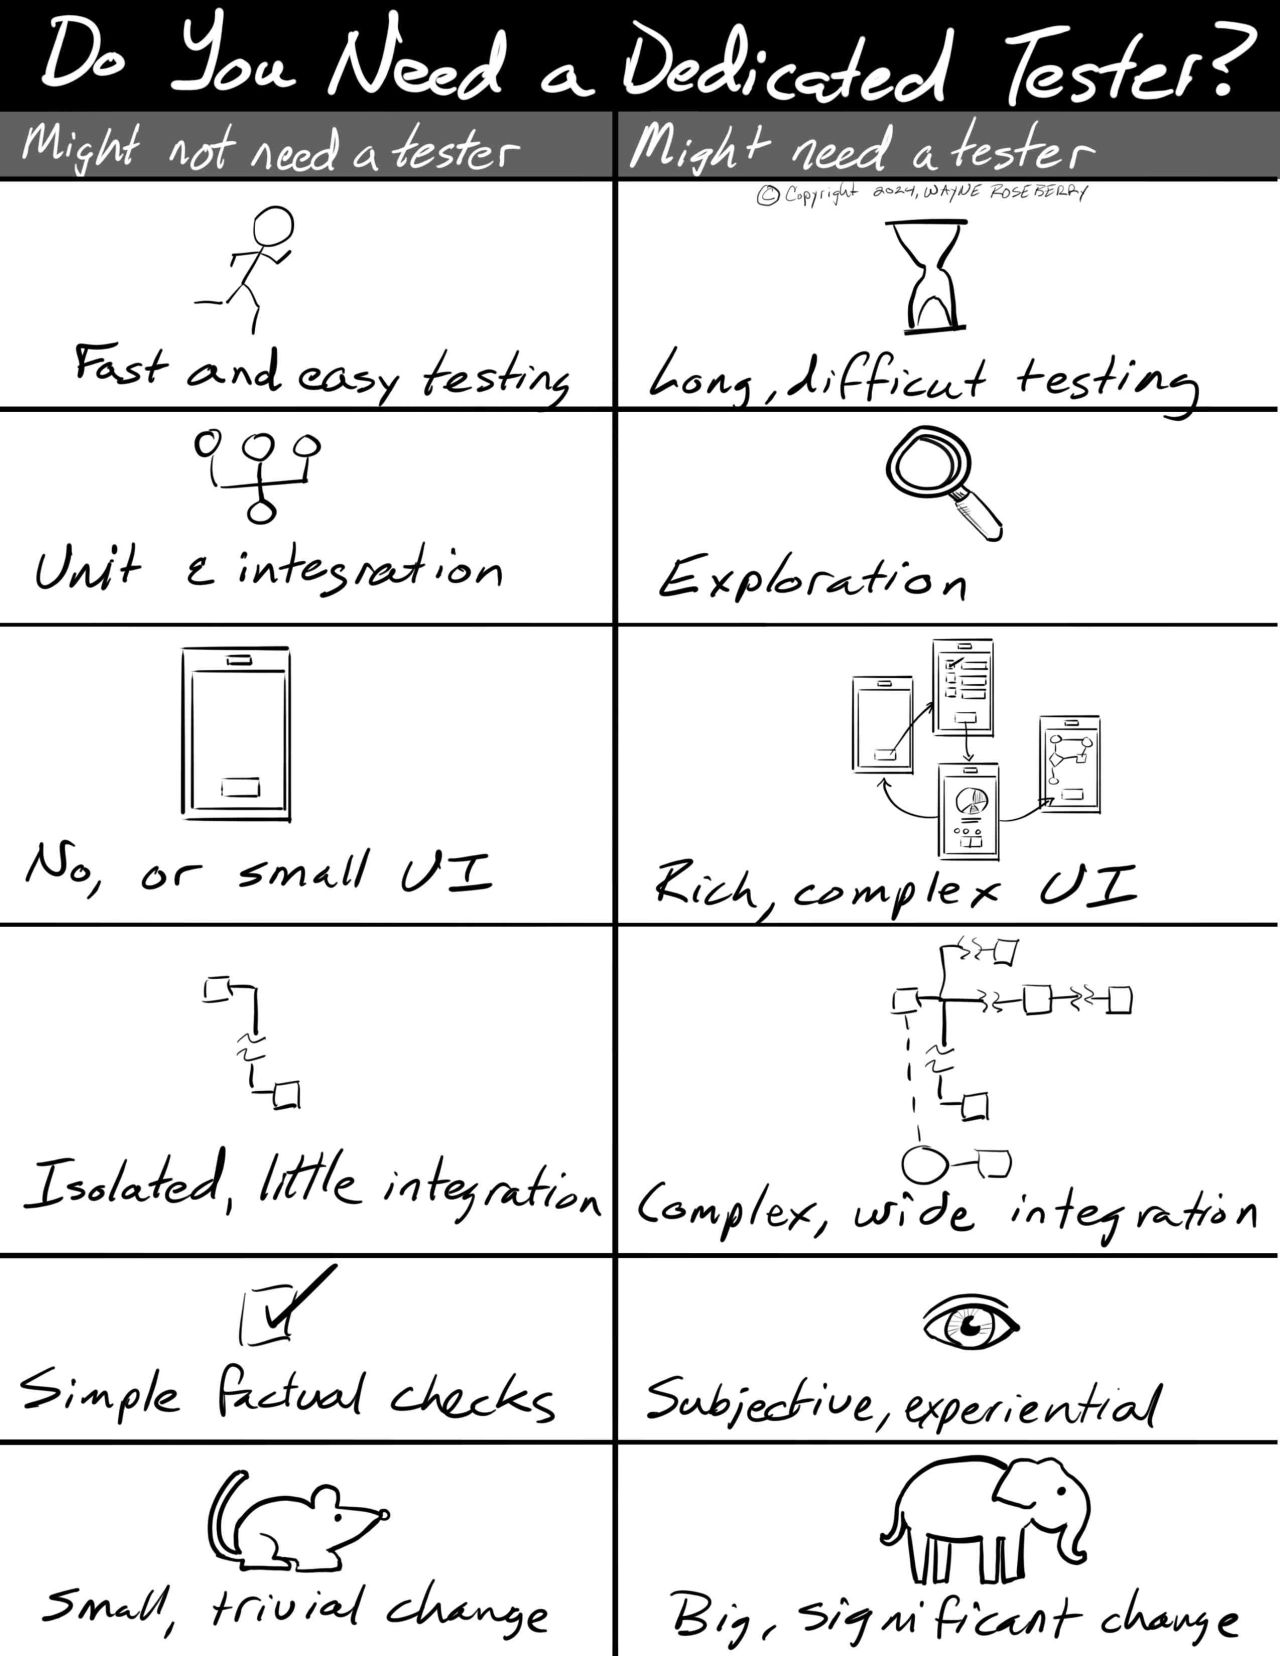 Do You Need a Dedicated Tester?
Might not need a tester
Might need a tester
© Copyright 2024, WAYNE ROSEBERRY
Fast and easy testing
Long, difficut testing
Unit & integration
Exploration
No, or small UI
Rich, complex UI
Isolated, little integration
Complex, wide integration
Simple factual checks
Subjective, experiential
Small, trivial change
Big, significant change